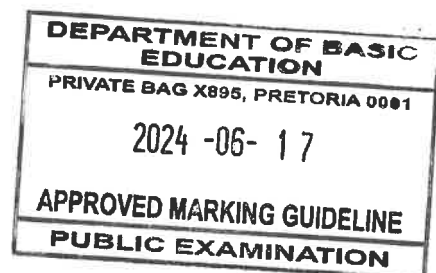 DEPARTMENT OF BASIC
EDUCATION
PRIVATE BAG X895, PRETORIA 0001
2024 -06- 17
APPROVED MARKING GUIDELINE
PUBLIC EXAMINATION